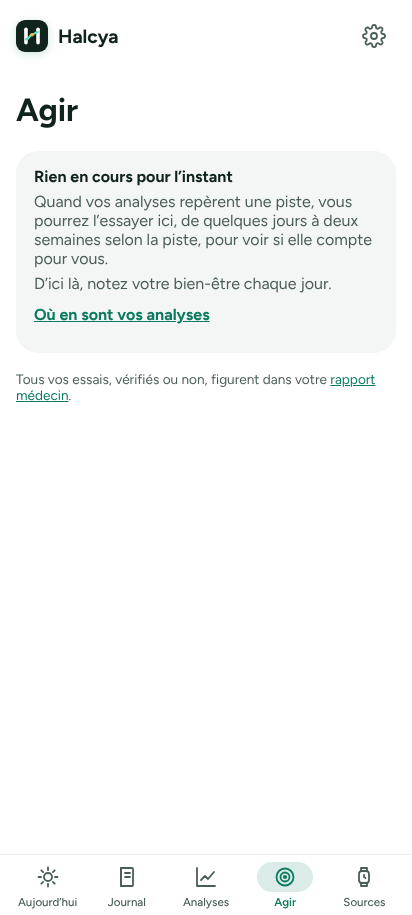 Halcya
Agir
Rien en cours pour l’instant
Quand vos analyses repèrent une piste, vous
pourrez l’essayer ici, de quelques jours à deux
semaines selon la piste, pour voir si elle compte
pour vous.
D’ici là, notez votre bien-être chaque jour.
Où en sont vos analyses
Tous vos essais, vérifiés ou non, figurent dans votre rapport
médecin.
Aujourd’hui Journal Analyses Agir Sources